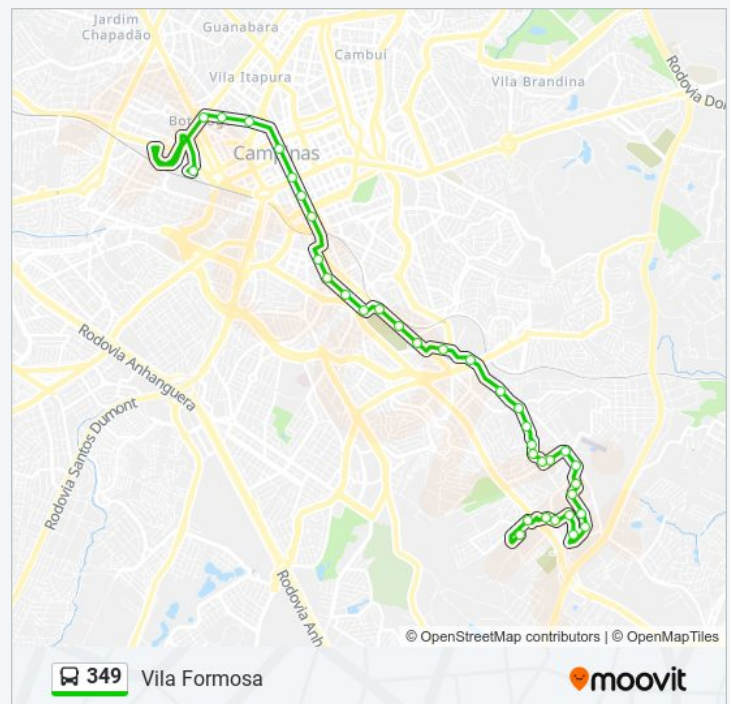 Jardim
Chapadão
Guanabara
Cambuí
Vila Itapura
Vila Brandina
Rodovia Do
Campinas
Rodovia Anhanguera
Rodovia Santos Dumont
Rodovia Anh
© OpenStreetMap contributors | © OpenMapTiles
349
Vila Formosa
moovit